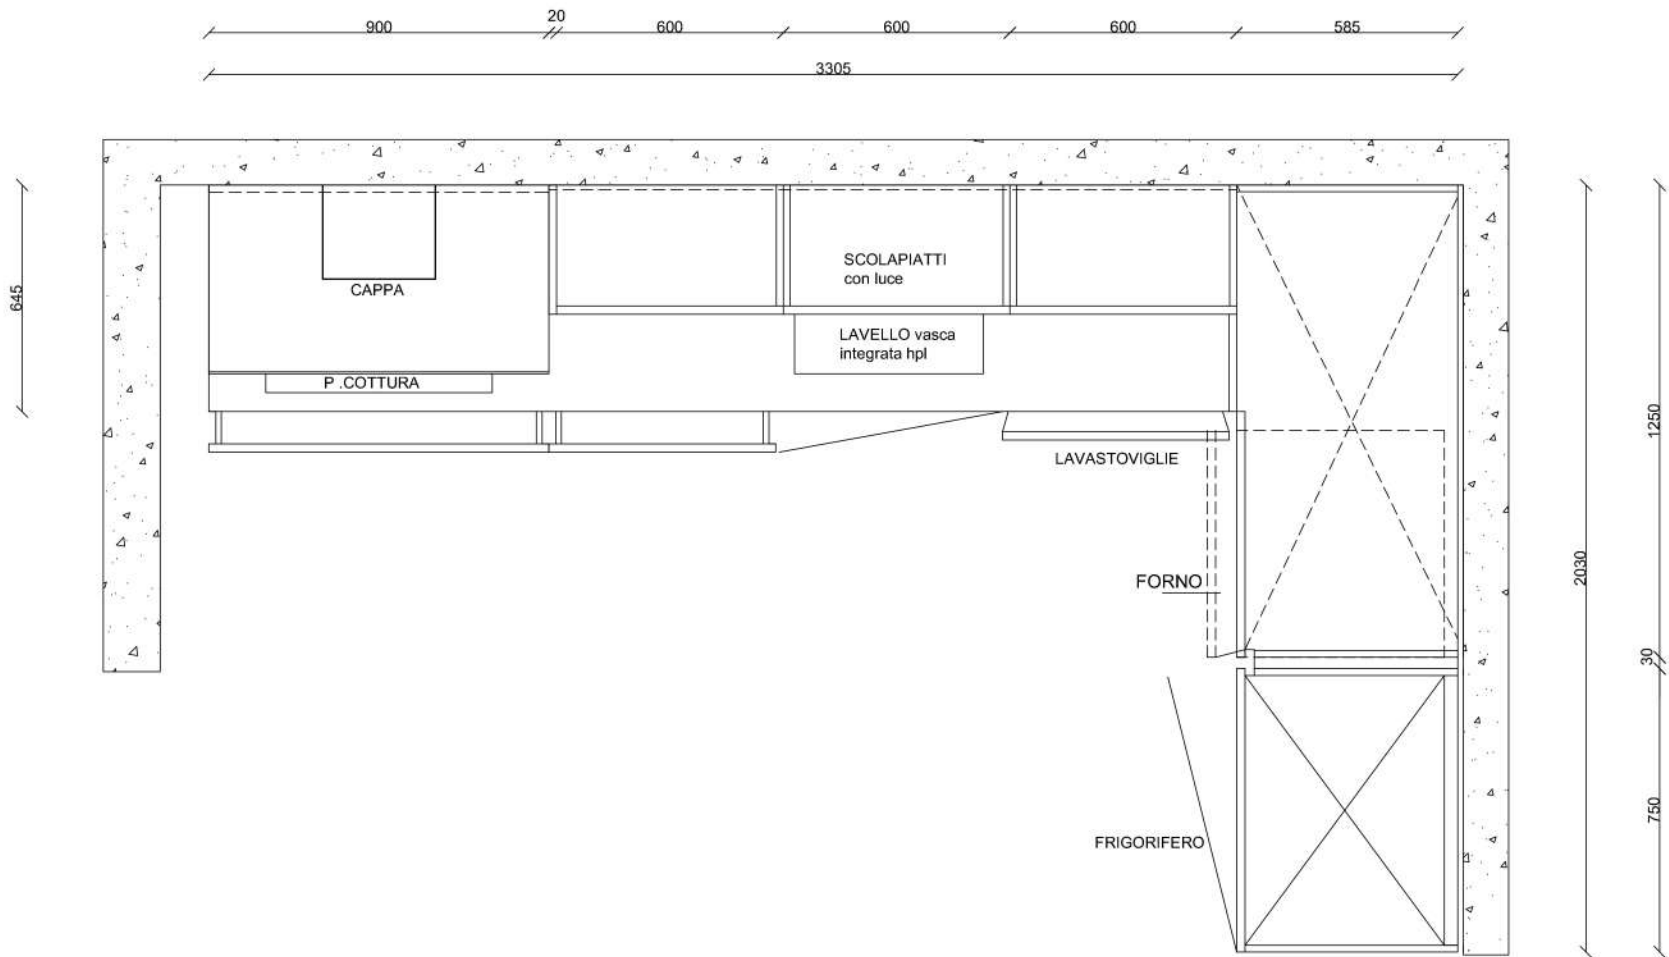 20
900
600
600
600
585
3305
645
CAPPA
SCOLAPIATTI
con luce
LAVELLO vasca
integrata hpl
P .COTTURA
LAVASTOVIGLIE
FORNO
FRIGORIFERO
2030
1250
30
750